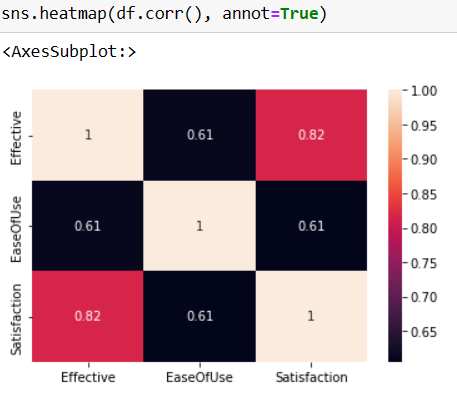 sns.heatmap(df.corr(), annot=True)
<AxesSubplot:>
1.00
Effective 1 0.61 0.82
0.95
0.90
0.85
EaseOfUse 0.61 1 0.61
0.80
0.75
0.70
Satisfaction 0.82 0.61 1
0.65
Effective EaseOfUse Satisfaction